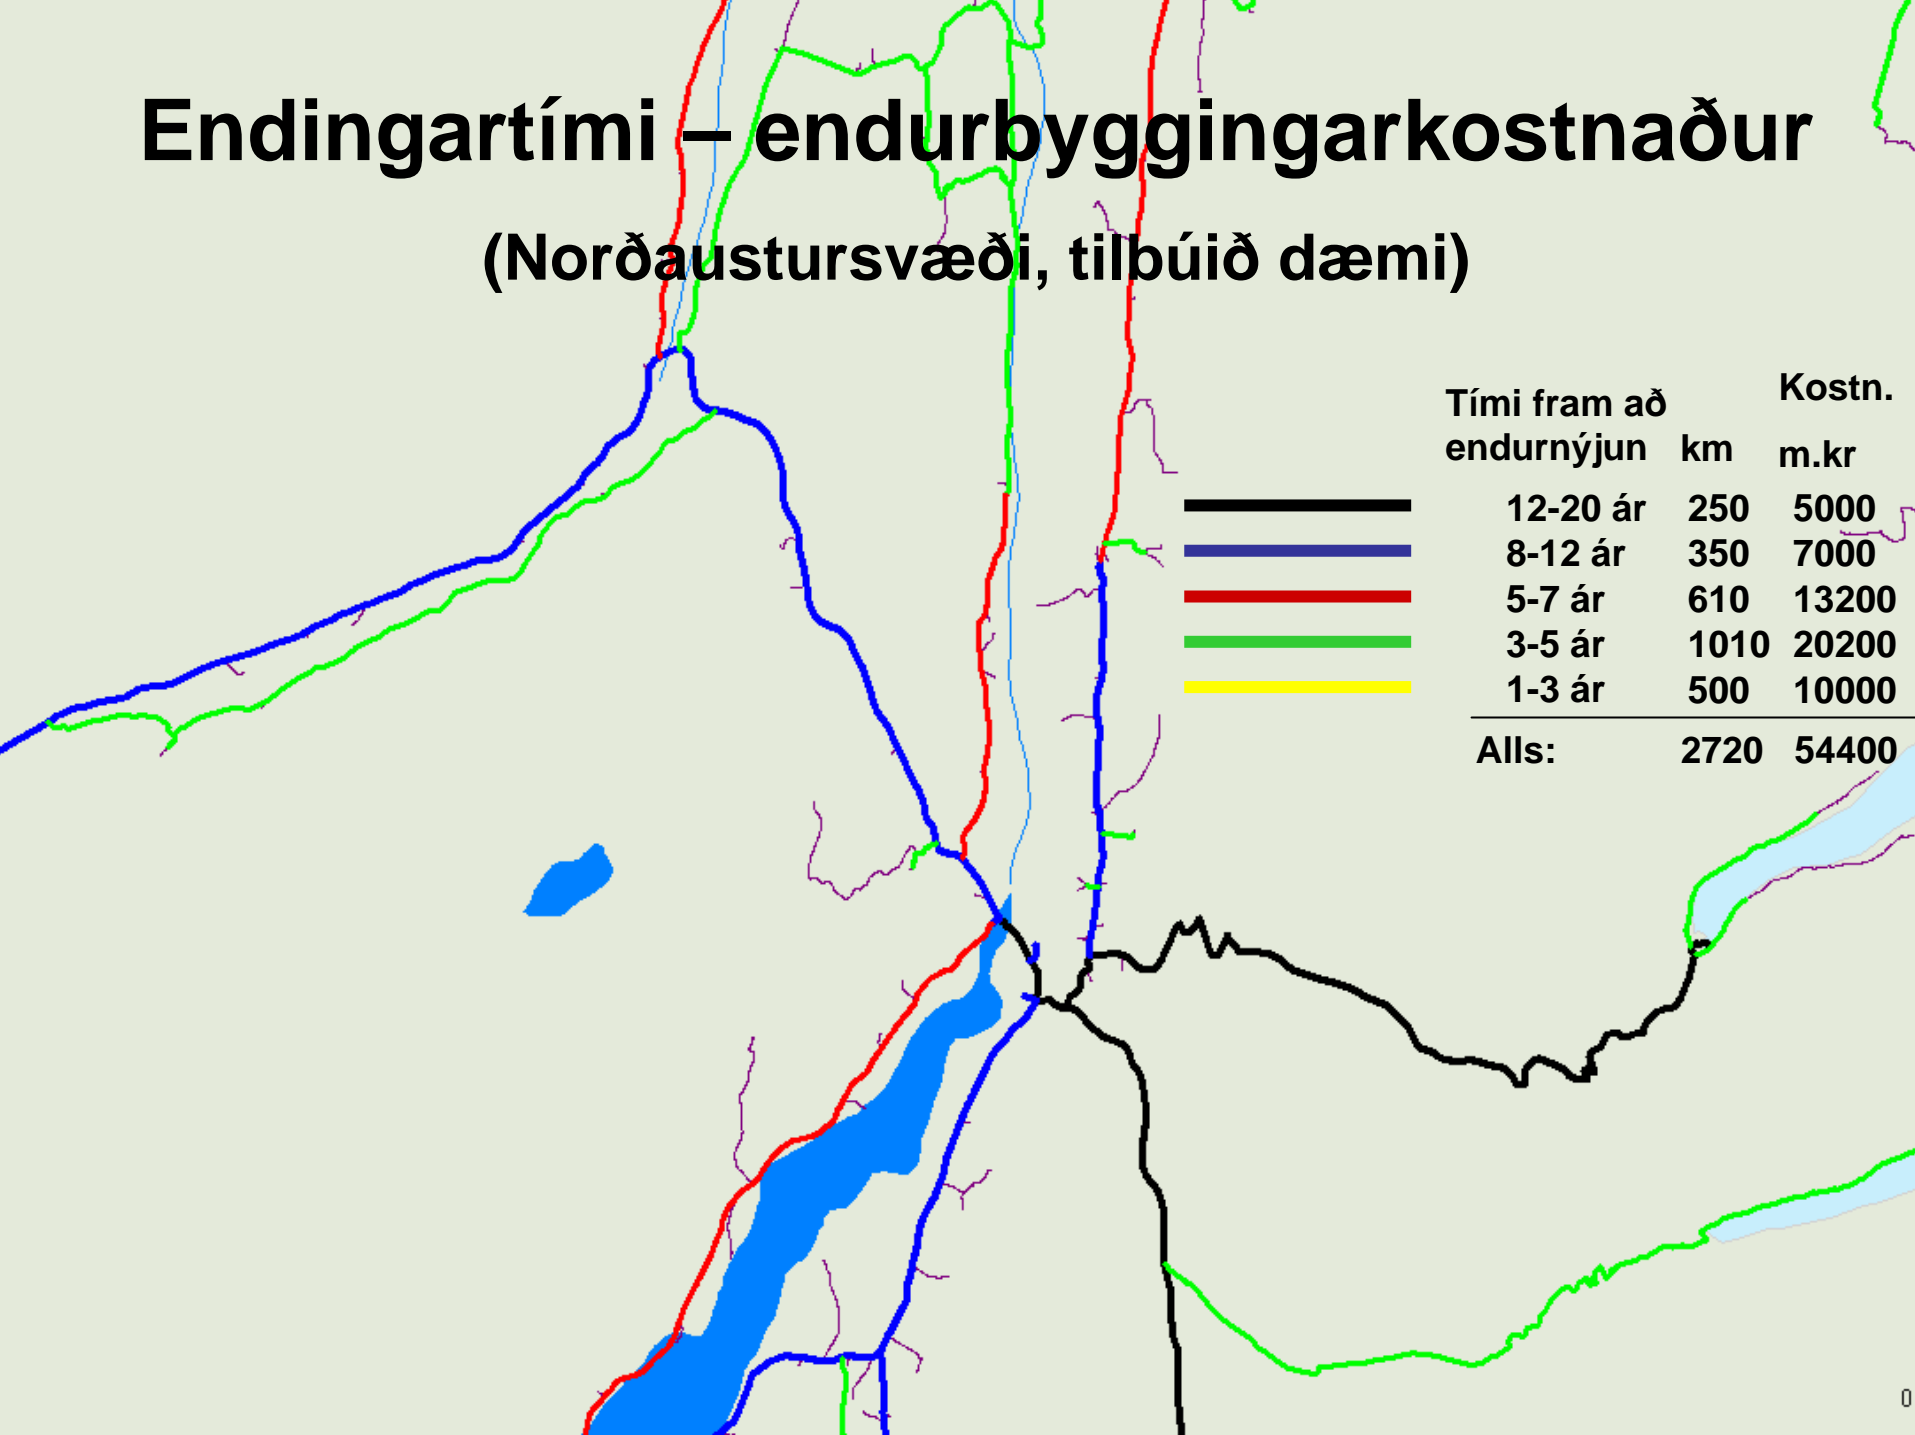 Endingartími – endurbyggingarkostnaður
(Norðaustursvæði, tilbúið dæmi)
Tími fram að
endurnýjun km
Kostn.
m.kr
12-20 ár 250 5000
8-12 ár 350 7000
5-7 ár 610 13200
3-5 ár 1010 20200
1-3 ár 500 10000
Alls: 2720 54400
0